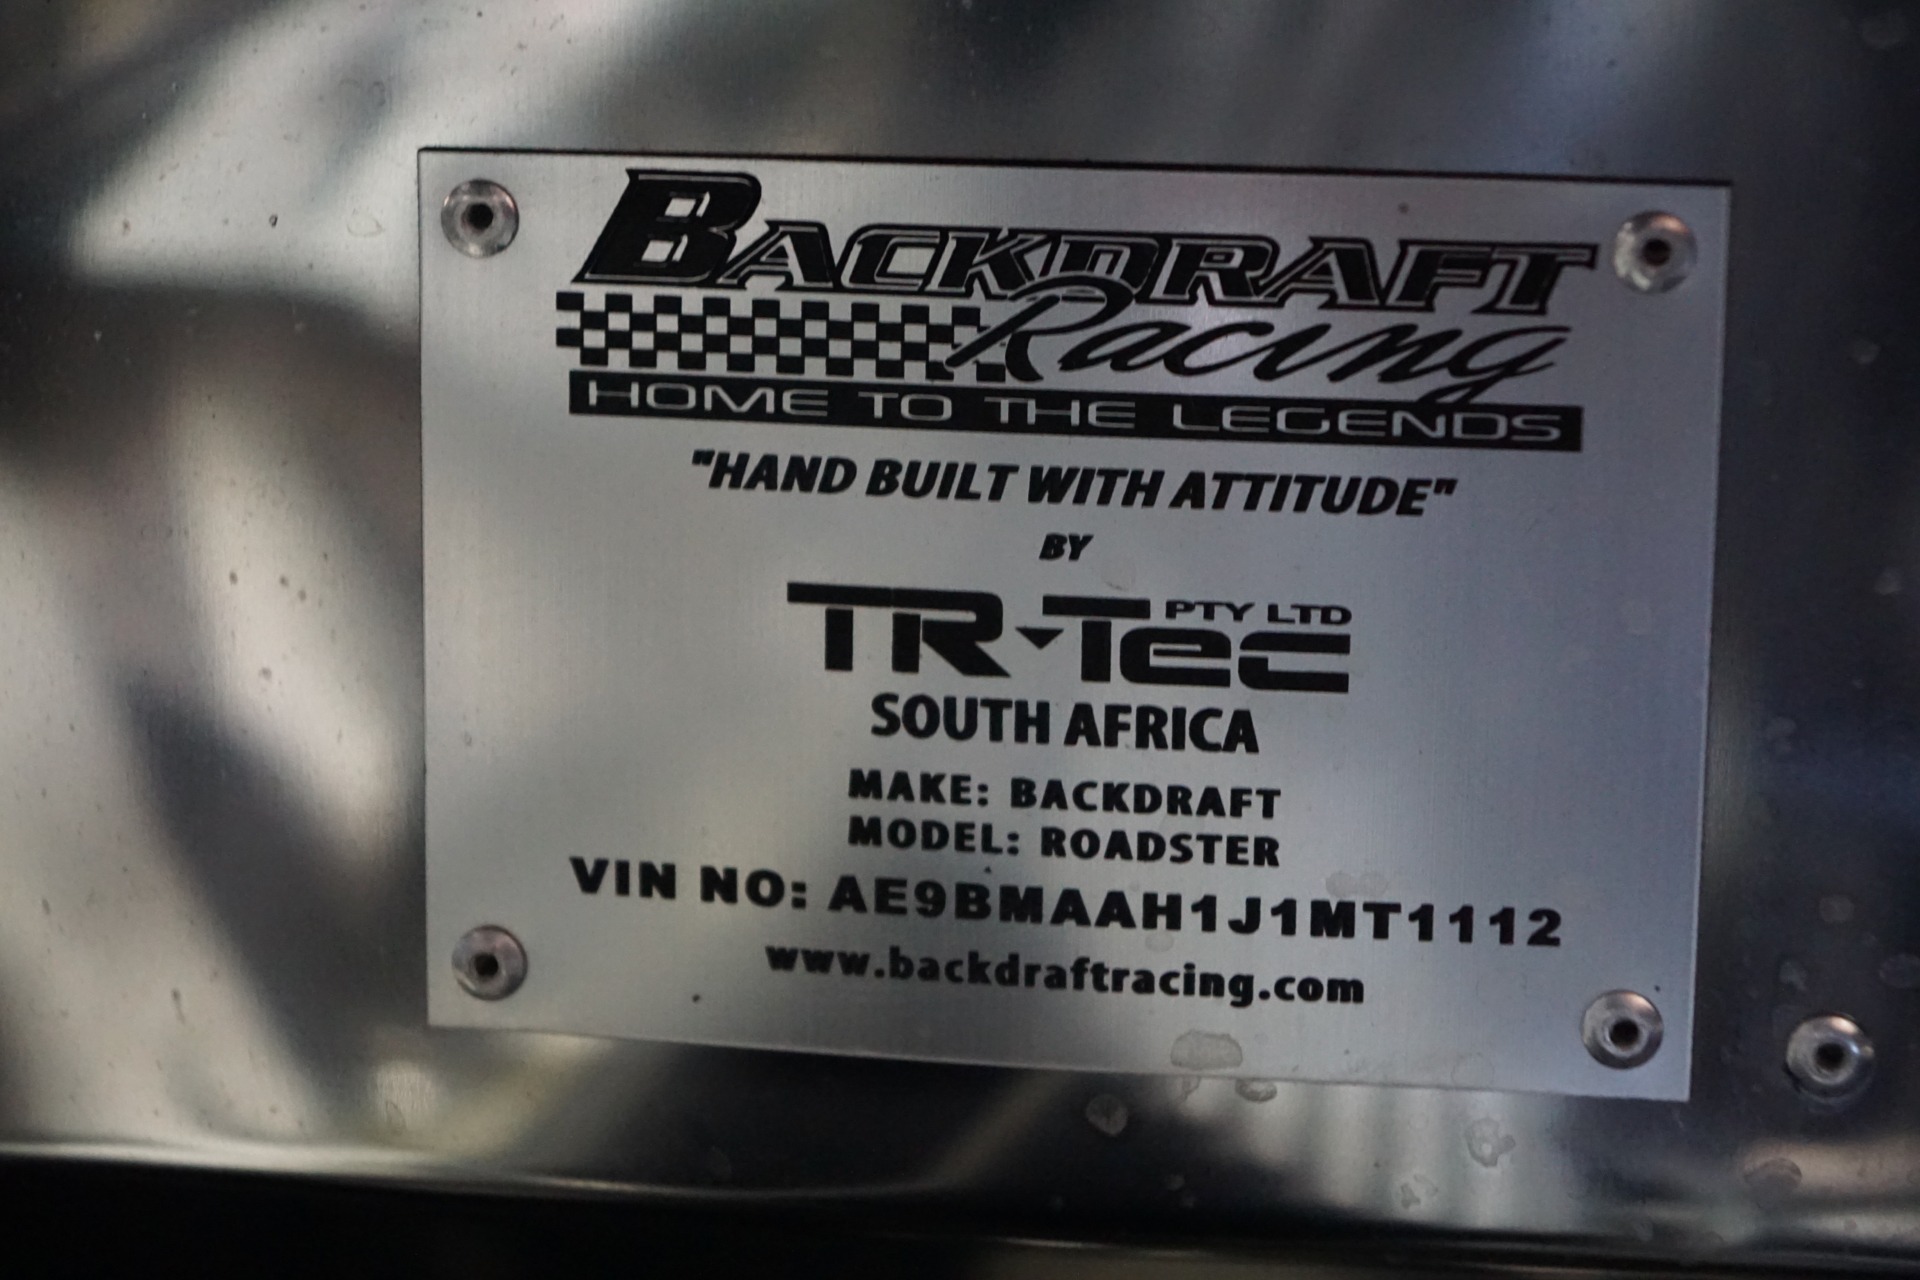 BACKDRAFT
Racing
HOME TO THE LEGENDS
"HAND BUILT WITH ATTITUDE"
BY
TR-Tec PTY LTD
SOUTH AFRICA
MAKE: BACKDRAFT
MODEL: ROADSTER
VIN NO: AE9BMAAH1J1MT1112
www.backdraftracing.com